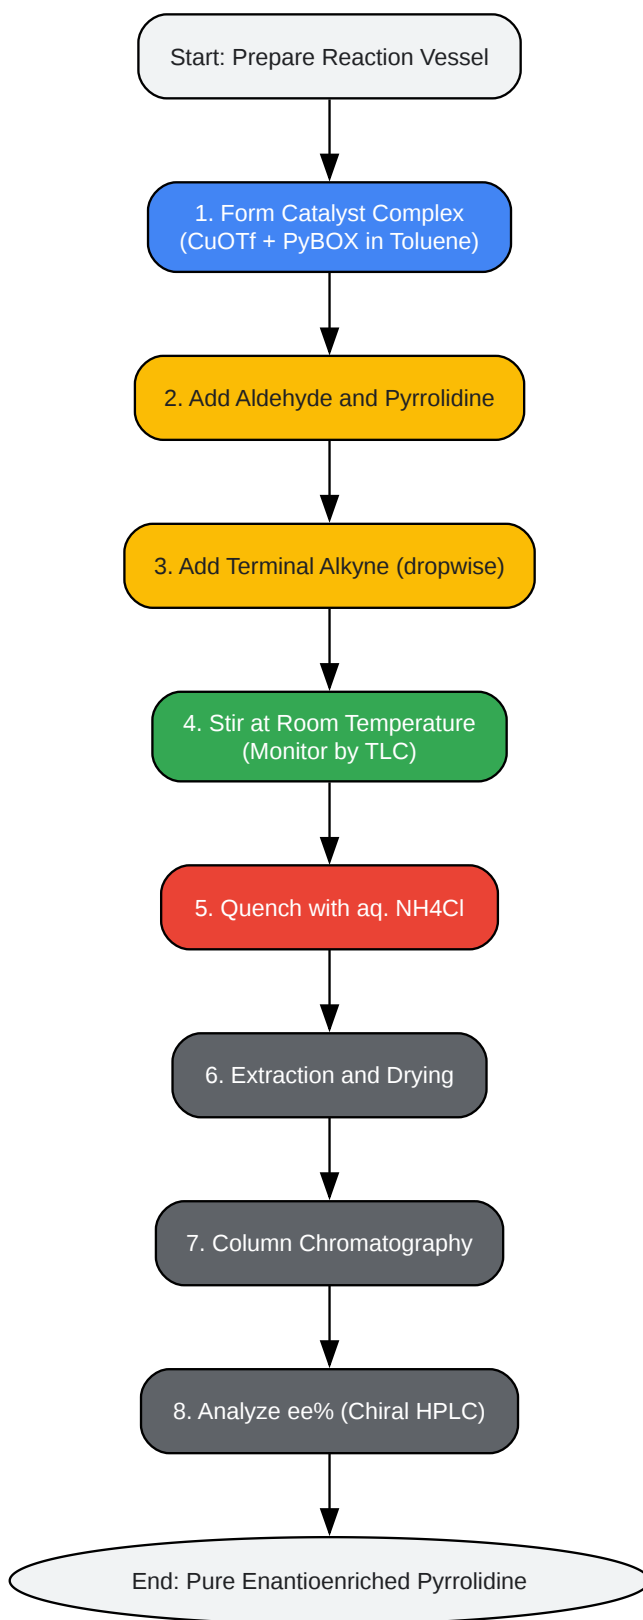 Start: Prepare Reaction Vessel
1. Form Catalyst Complex
(CuOTf + PyBOX in Toluene)
2. Add Aldehyde and Pyrrolidine
3. Add Terminal Alkyne (dropwise)
4. Stir at Room Temperature
(Monitor by TLC)
5. Quench with aq. NH4Cl
6. Extraction and Drying
7. Column Chromatography
8. Analyze ee% (Chiral HPLC)
End: Pure Enantioenriched Pyrrolidine